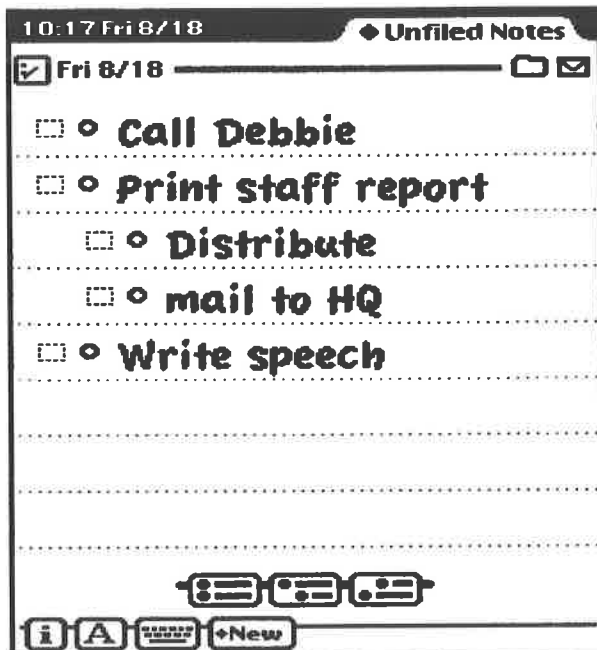 10:17 Fri 8/18 ◆ Unfiled Notes
Fri 8/18
Call Debbie
Print staff report
Distribute
mail to HQ
Write speech
i A ◆New